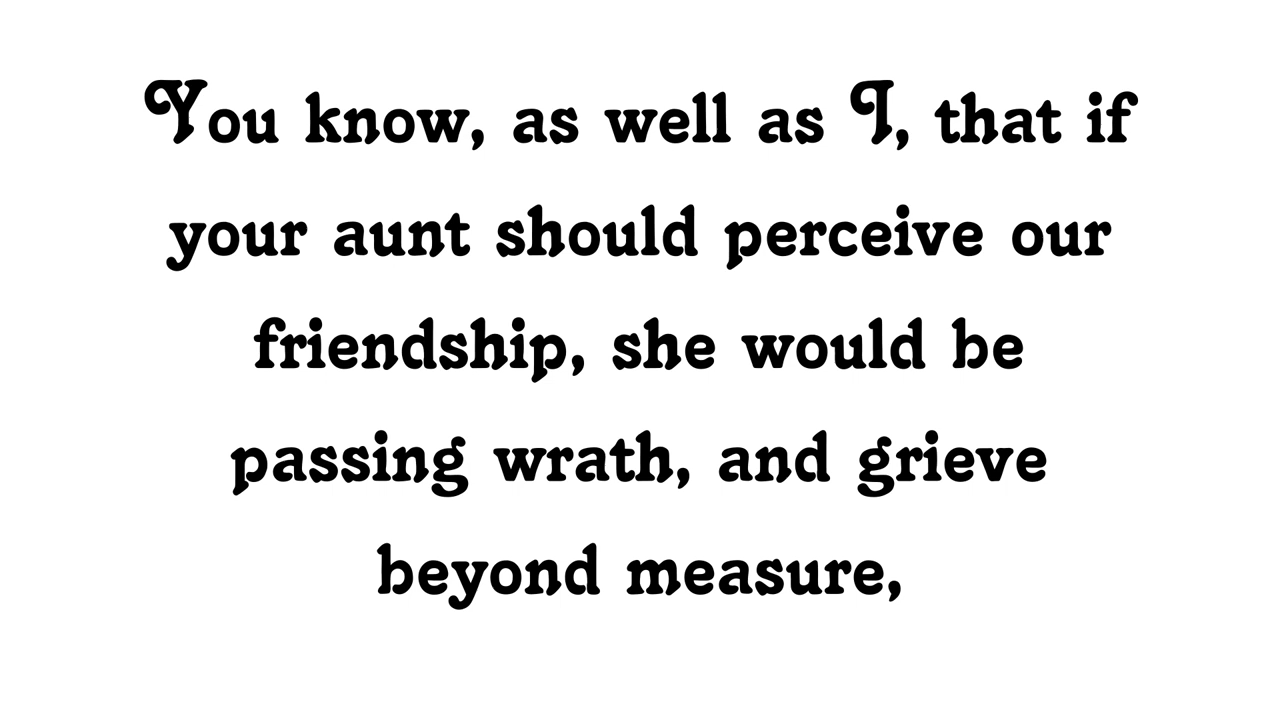 You know, as well as I, that if
your aunt should perceive our
friendship, she would be
passing wrath, and grieve
beyond measure,